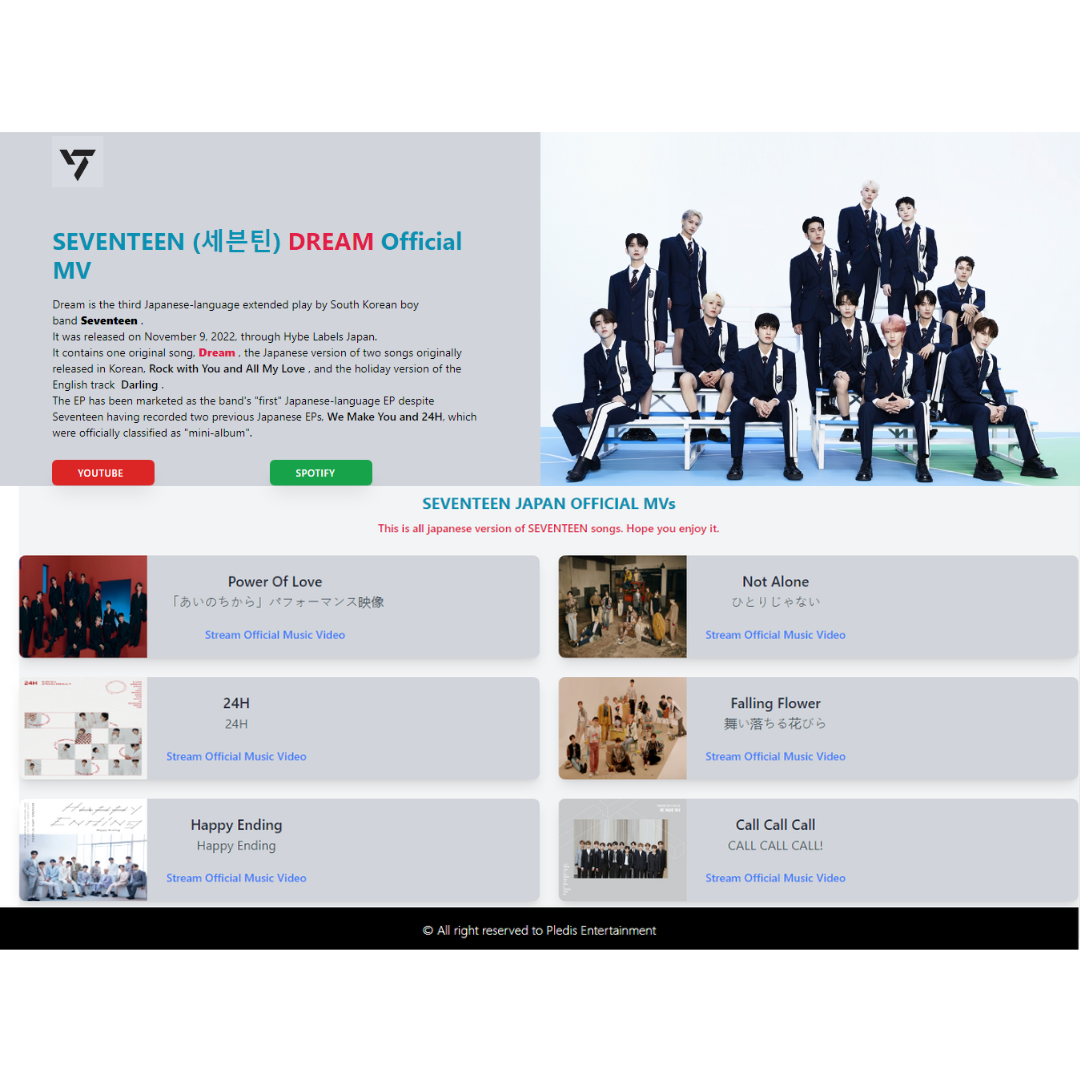 SEVENTEEN (세븐틴) DREAM Official
MV
Dream is the third Japanese-language extended play by South Korean boy
band Seventeen .
It was released on November 9, 2022, through Hybe Labels Japan.
It contains one original song, Dream , the Japanese version of two songs originally
released in Korean, Rock with You and All My Love , and the holiday version of the
English track Darling .
The EP has been marketed as the band's "first" Japanese-language EP despite
Seventeen having recorded two previous Japanese EPs, We Make You and 24H, which
were officially classified as "mini-album".
YOUTUBE
SPOTIFY
SEVENTEEN JAPAN OFFICIAL MVs
This is all japanese version of SEVENTEEN songs. Hope you enjoy it.
Power Of Love
「あいのちから」パフォーマンス映像
Stream Official Music Video
Not Alone
ひとりじゃない
Stream Official Music Video
24H
24H
24H
Stream Official Music Video
Falling Flower
舞い落ちる花びら
Stream Official Music Video
Happy Ending
Happy Ending
Happy Ending
Stream Official Music Video
Call Call Call
CALL CALL CALL!
Stream Official Music Video
© All right reserved to Pledis Entertainment